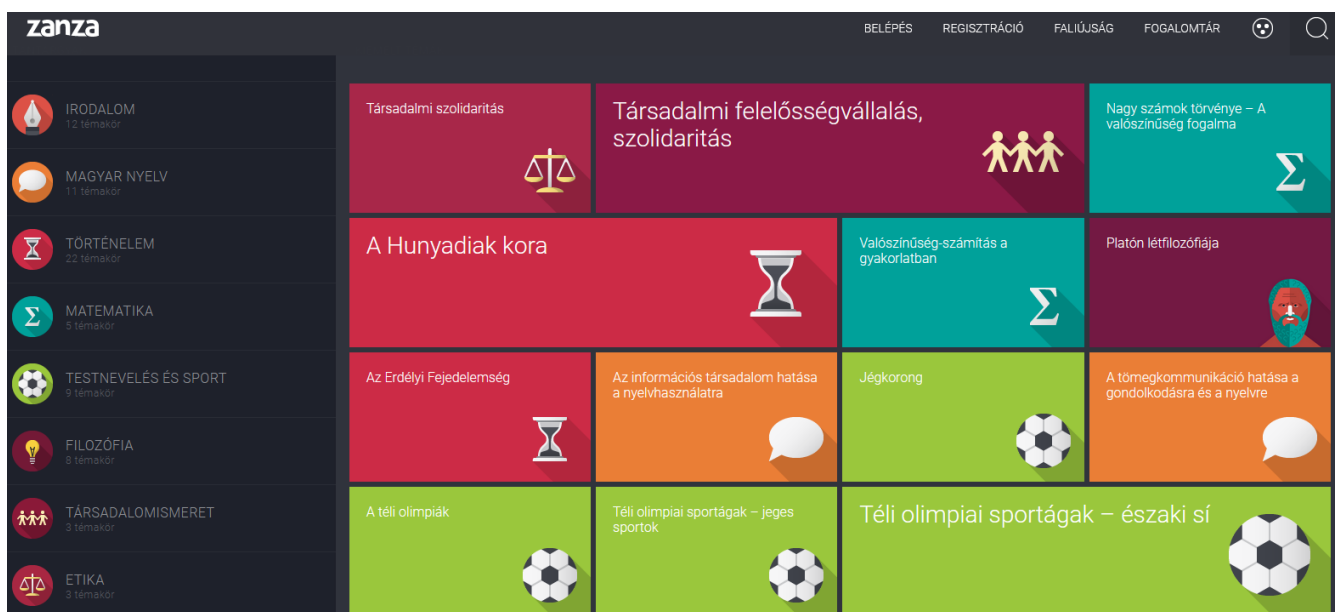 zanza
BELÉPÉS
REGISZTRÁCIÓ
FALIÚJSÁG
FOGALOMTÁR
IRODALOM
12 témakör
MAGYAR NYELV
11 témakör
TÖRTÉNELEM
22 témakör
MATEMATIKA
5 témakör
TESTNEVELÉS ÉS SPORT
9 témakör
FILOZÓFIA
8 témakör
TÁRSADALOMISMERET
3 témakör
ETIKA
3 témakör
Társadalmi szolidaritás
Társadalmi felelősségvállalás,
szolidaritás
Nagy számok törvénye – A
valószínűség fogalma
Σ
A Hunyadiak kora
Valószínűség-számítás a
gyakorlatban
Σ
Platón létfilozófiája
Az Erdélyi Fejedelemség
Az információs társadalom hatása
a nyelvhasználatra
Jégkorong
A tömegkommunikáció hatása a
gondolkodásra és a nyelvre
A téli olimpiák
Téli olimpiai sportágak – jeges
sportok
Téli olimpiai sportágak – északi sí